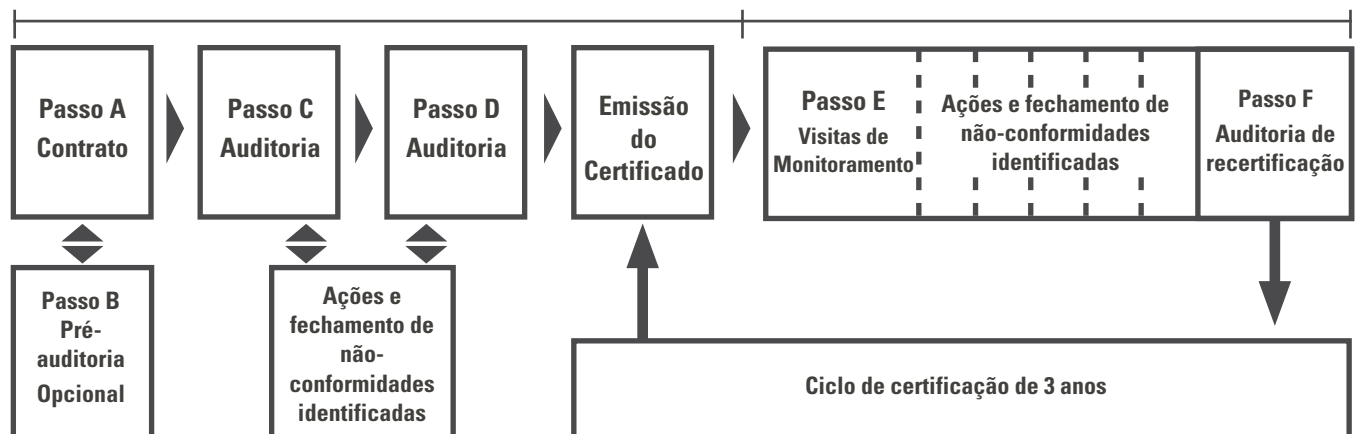 Passo A
Contrato
Passo C
Auditoria
Passo D
Auditoria
Emissão
do
Certificado
Passo E
Visitas de
Monitoramento
Ações e fechamento de
não-conformidades
identificadas
Passo F
Auditoria de
recertificação
Passo B
Pré-
auditoria
Opcional
Ações e
fechamento de
não-
conformidades
identificadas
Ciclo de certificação de 3 anos